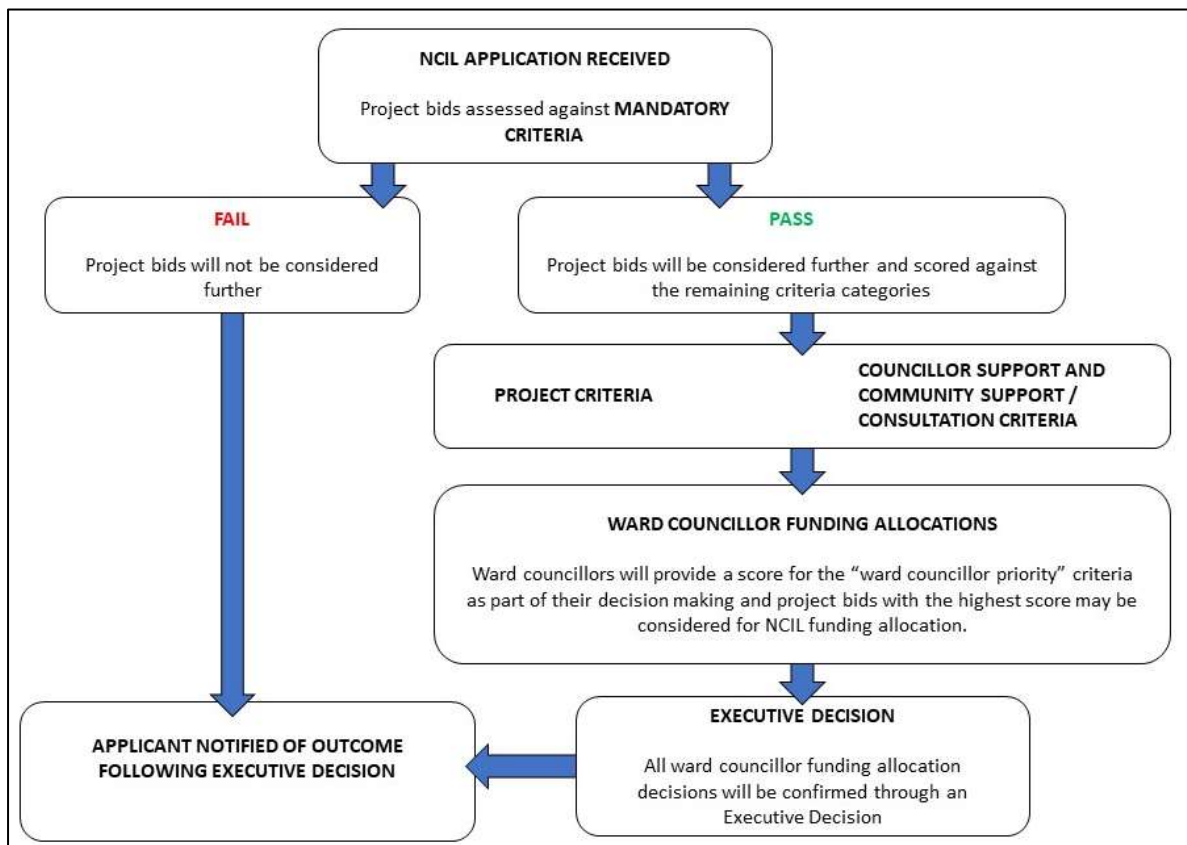 NCIL APPLICATION RECEIVED
Project bids assessed against MANDATORY
CRITERIA
FAIL
Project bids will not be considered
further
PASS
Project bids will be considered further and scored against
the remaining criteria categories
PROJECT CRITERIA
COUNCILLOR SUPPORT AND
COMMUNITY SUPPORT /
CONSULTATION CRITERIA
WARD COUNCILLOR FUNDING ALLOCATIONS
Ward councillors will provide a score for the “ward councillor priority” criteria
as part of their decision making and project bids with the highest score may be
considered for NCIL funding allocation.
EXECUTIVE DECISION
All ward councillor funding allocation
decisions will be confirmed through an
Executive Decision
APPLICANT NOTIFIED OF OUTCOME
FOLLOWING EXECUTIVE DECISION